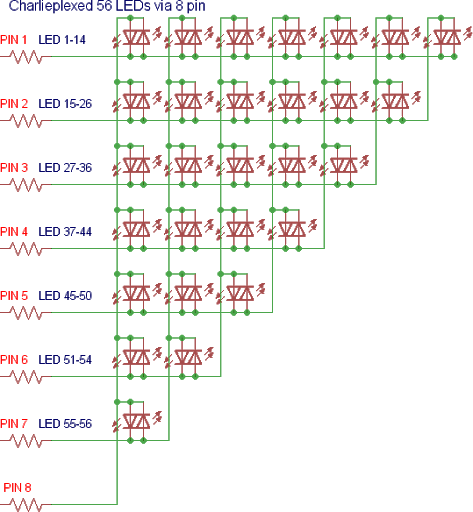 Charlieplexed 56 LEDs via 8 pin
PIN 1 LED 1-14
PIN 2 LED 15-26
PIN 3 LED 27-36
PIN 4 LED 37-44
PIN 5 LED 45-50
PIN 6 LED 51-54
PIN 7 LED 55-56
PIN 8